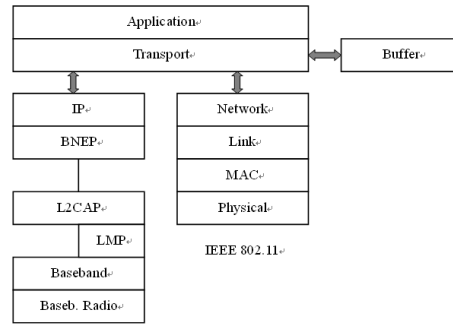 Application
Transport
Buffer
IP
BNEP
L2CAP
LMP
Baseband
Baseb. Radio
Network
Link
MAC
Physical
IEEE 802.11